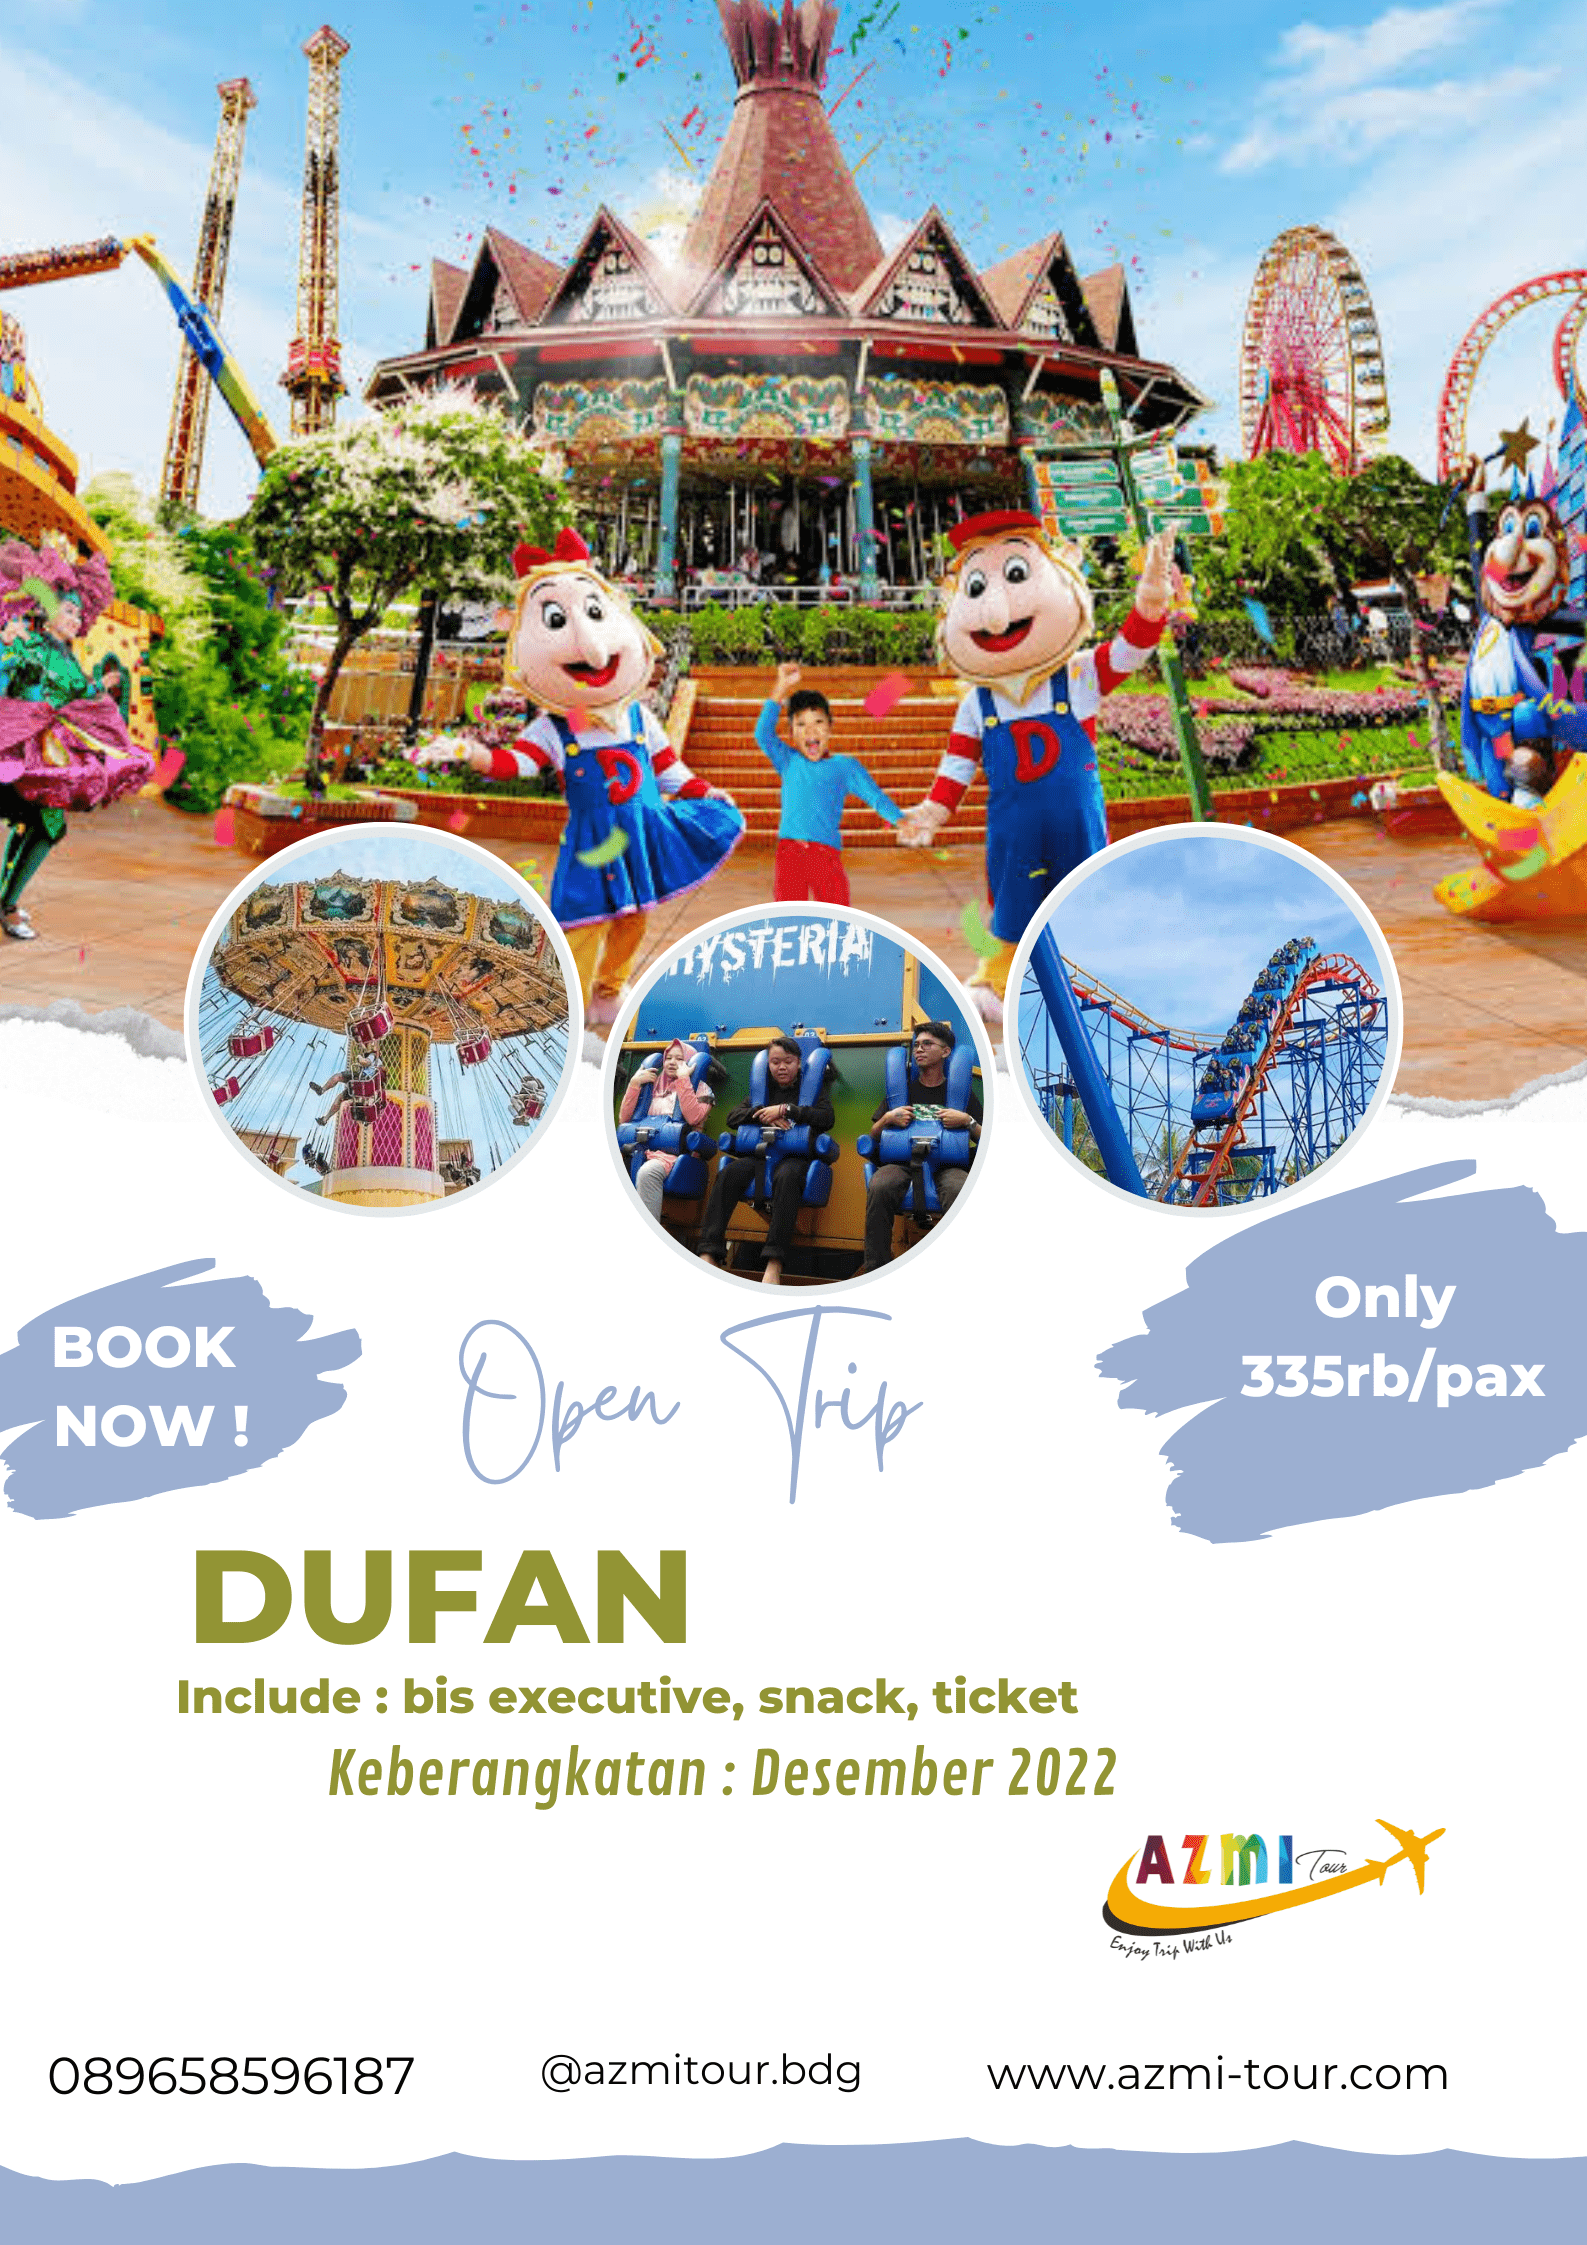 HYSTERIA
BOOK
NOW !
Open Trip
Only
335rb/pax
DUFAN
Include : bis executive, snack, ticket
Keberangkatan : Desember 2022
AZMI Tour
Enjoy Trip With Us
089658596187
@azmitour.bdg
www.azmi-tour.com